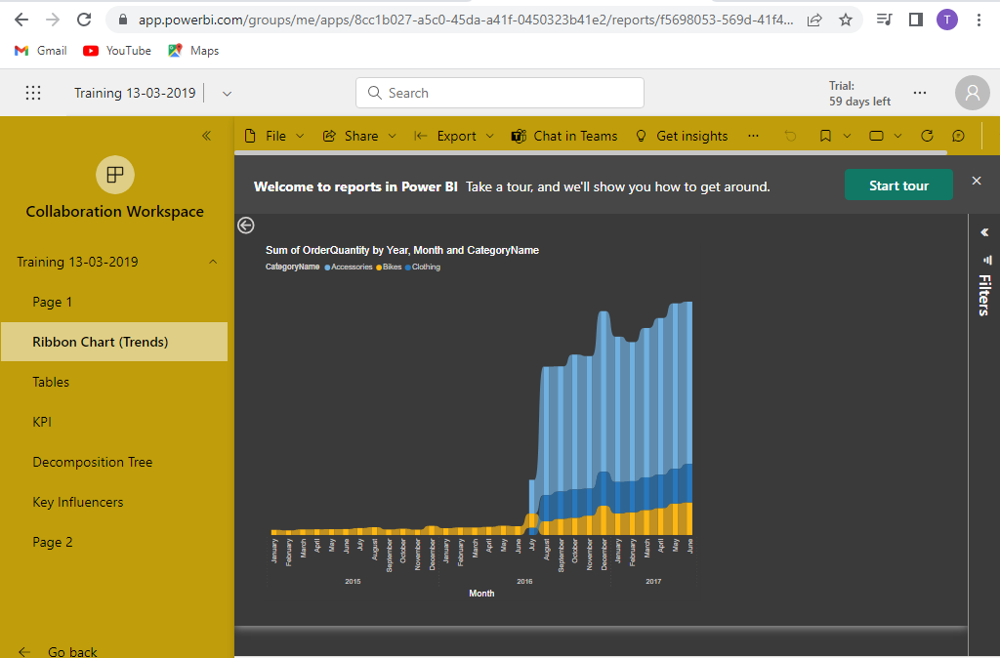 app.powerbi.com/groups/me/apps/8cc1b027-a5c0-45da-a41f-0450323b41e2/reports/f5698053-569d-41f4...
T
Gmail YouTube Maps
Training 13-03-2019
Search
Trial:
59 days left
File Share Export Chat in Teams Get insights
Collaboration Workspace
Training 13-03-2019
Page 1
Ribbon Chart (Trends)
Tables
KPI
Decomposition Tree
Key Influencers
Page 2
Go back
Welcome to reports in Power BI Take a tour, and we'll show you how to get around.
Start tour
Sum of OrderQuantity by Year, Month and CategoryName
CategoryName Accessories Bikes Clothing
January February March April May June July August September October November December January February March April May June July August September October November December January February March April May June
2015 2016 2017
Month
Filters